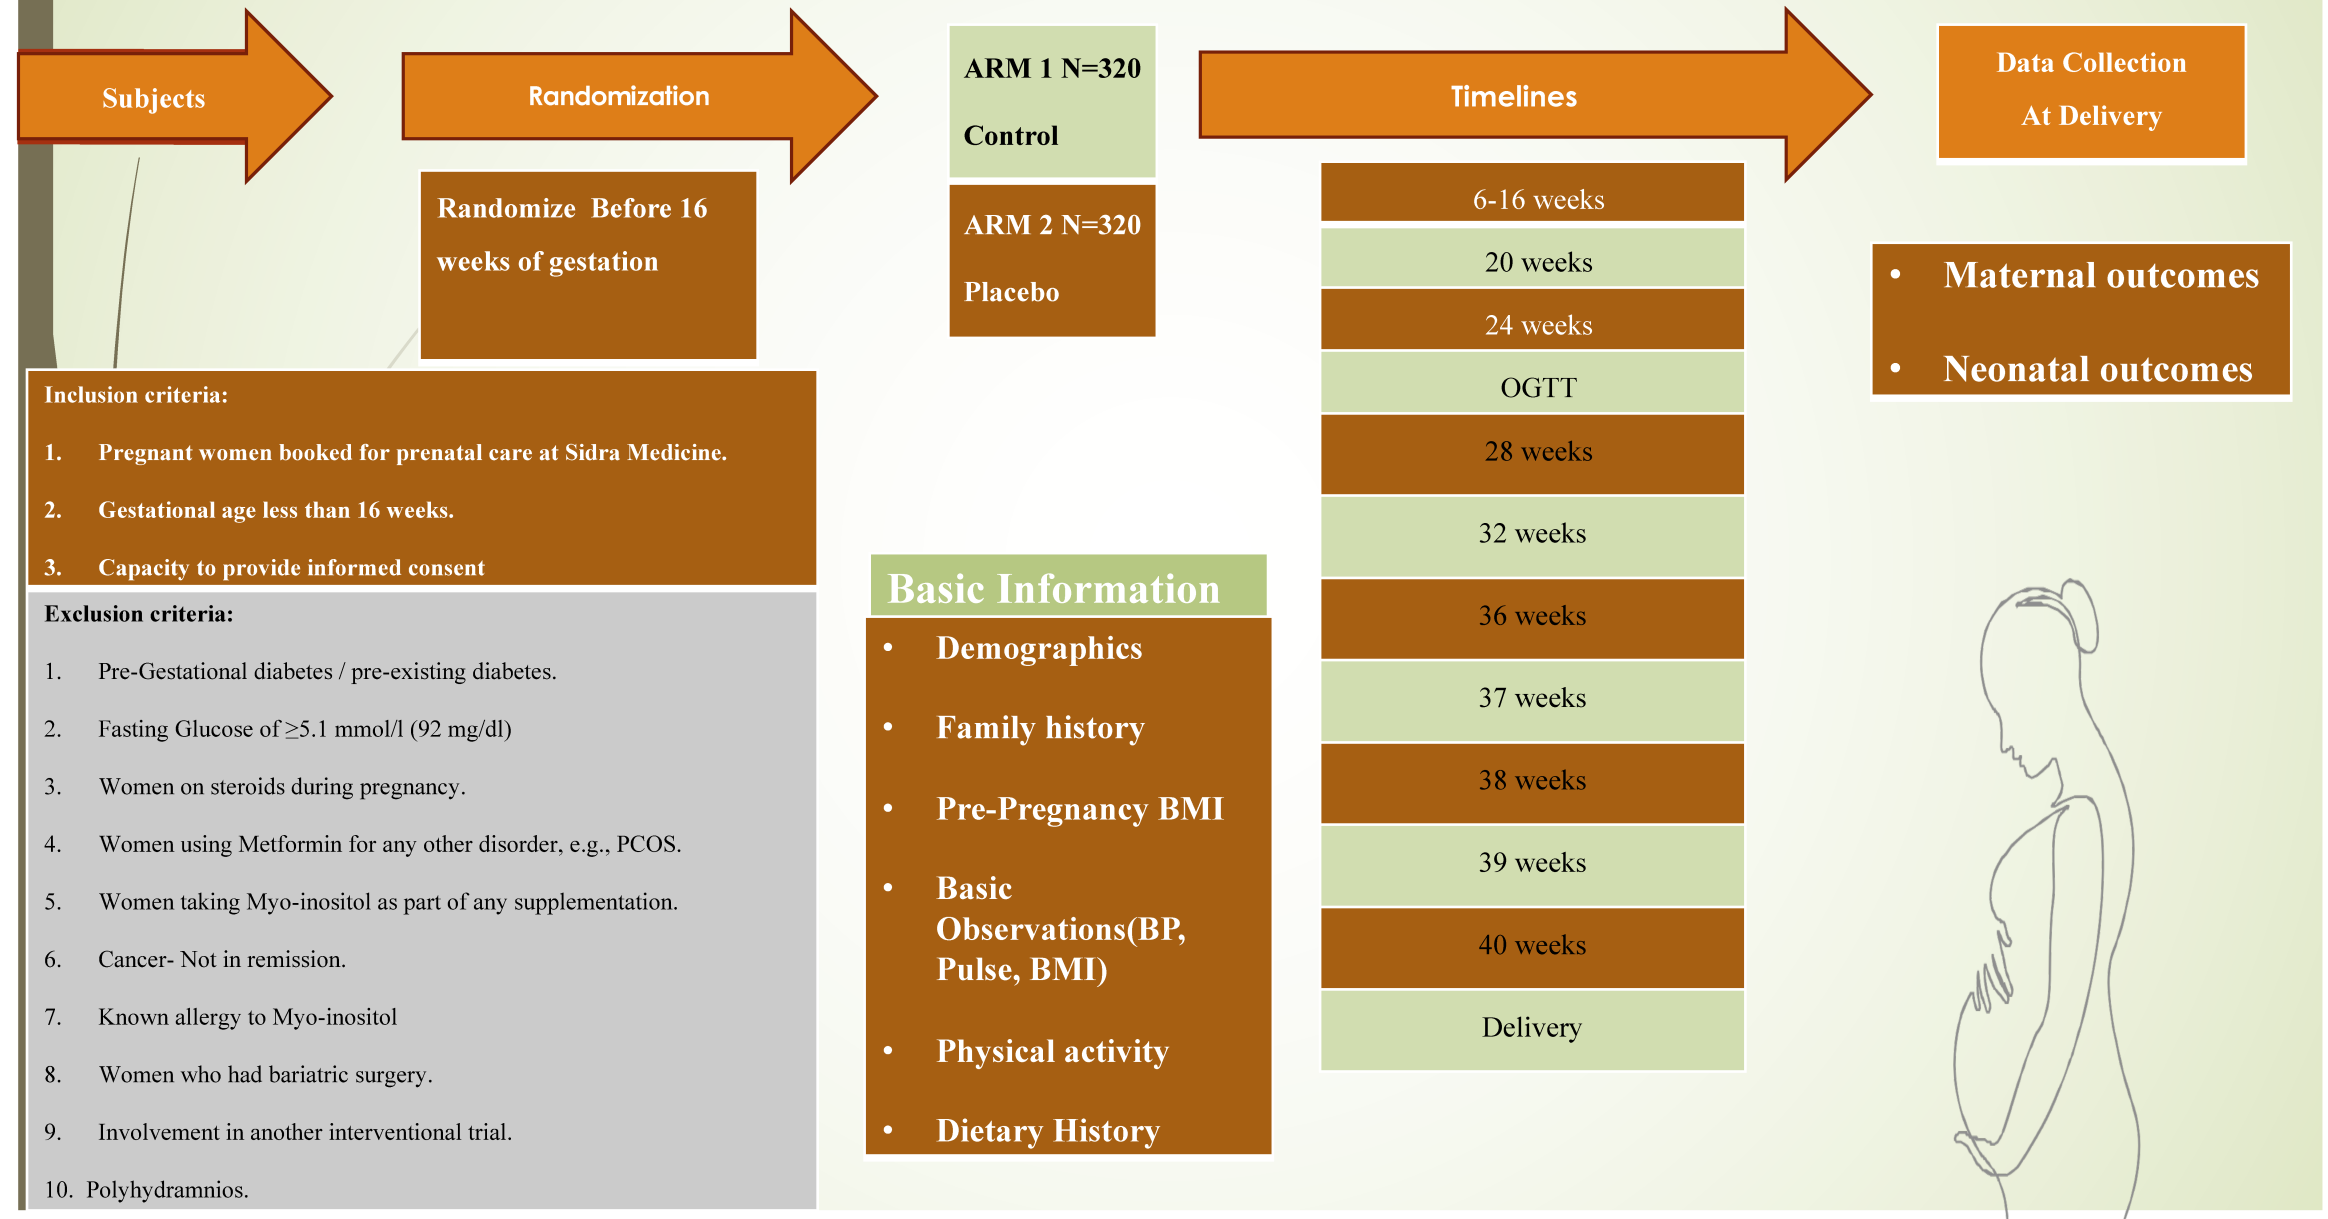 Subjects
Randomization
ARM 1 N=320
Control
ARM 2 N=320
Placebo
Timelines
Data Collection
At Delivery
Randomize  Before 16
weeks of gestation
Inclusion criteria:
1. Pregnant women booked for prenatal care at Sidra Medicine.
2. Gestational age less than 16 weeks.
3. Capacity to provide informed consent
Exclusion criteria:
1. Pre-Gestational diabetes / pre-existing diabetes.
2. Fasting Glucose of ≥5.1 mmol/l (92 mg/dl)
3. Women on steroids during pregnancy.
4. Women using Metformin for any other disorder, e.g., PCOS.
5. Women taking Myo-inositol as part of any supplementation.
6. Cancer- Not in remission.
7. Known allergy to Myo-inositol
8. Women who had bariatric surgery.
9. Involvement in another interventional trial.
10. Polyhydramnios.
Basic Information
• Demographics
• Family history
• Pre-Pregnancy BMI
• Basic
Observations(BP,
Pulse, BMI)
• Physical activity
• Dietary History
6-16 weeks
20 weeks
24 weeks
OGTT
28 weeks
32 weeks
36 weeks
37 weeks
38 weeks
39 weeks
40 weeks
Delivery
• Maternal outcomes
• Neonatal outcomes